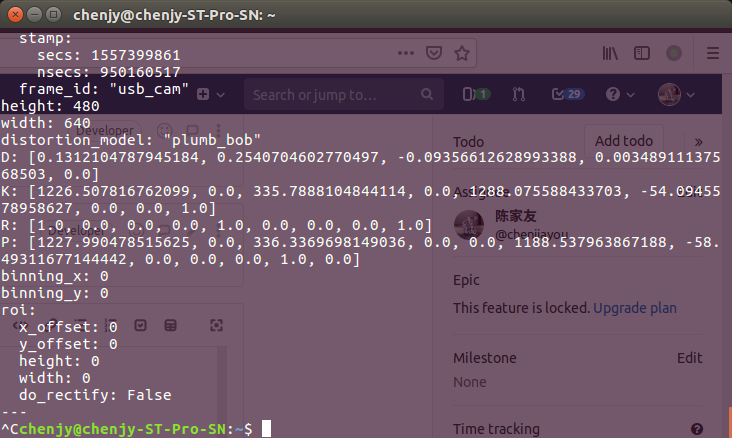 chenjy@chenjy-ST-Pro-SN: ~
stamp:
secs: 1557399861
nsecs: 950160517
frame_id: "usb_cam"
Search or jump to…
1
29
height: 480
width: 640
Developer
distortion_model: "plumb_bob"
Todo
Add todo
»
D: [0.1312104787945184, 0.2540704602770497, -0.09356612628993388, 0.003489111375
68503, 0.0]
K: [1226.507816762099, 0.0, 335.7888104844114, 0.0, 1288.075588433703, -54.09455
78958627, 0.0, 0.0, 1.0]
Assignee
Edit
R: [1.0, 0.0, 0.0, 0.0, 1.0, 0.0, 0.0, 0.0, 1.0]
陈家友
Developer
P: [1227.990478515625, 0.0, 336.3369698149036, 0.0, 0.0, 1188.537963867188, -58.
@chenjiayou
49311677144442, 0.0, 0.0, 0.0, 1.0, 0.0]
binning_x: 0
binning_y: 0
Epic
roi:
This feature is locked. Upgrade plan
x_offset: 0
y_offset: 0
height: 0
Milestone
Edit
width: 0
None
do_rectify: False
---
^Cchenjy@chenjy-ST-Pro-SN:~$
Time tracking